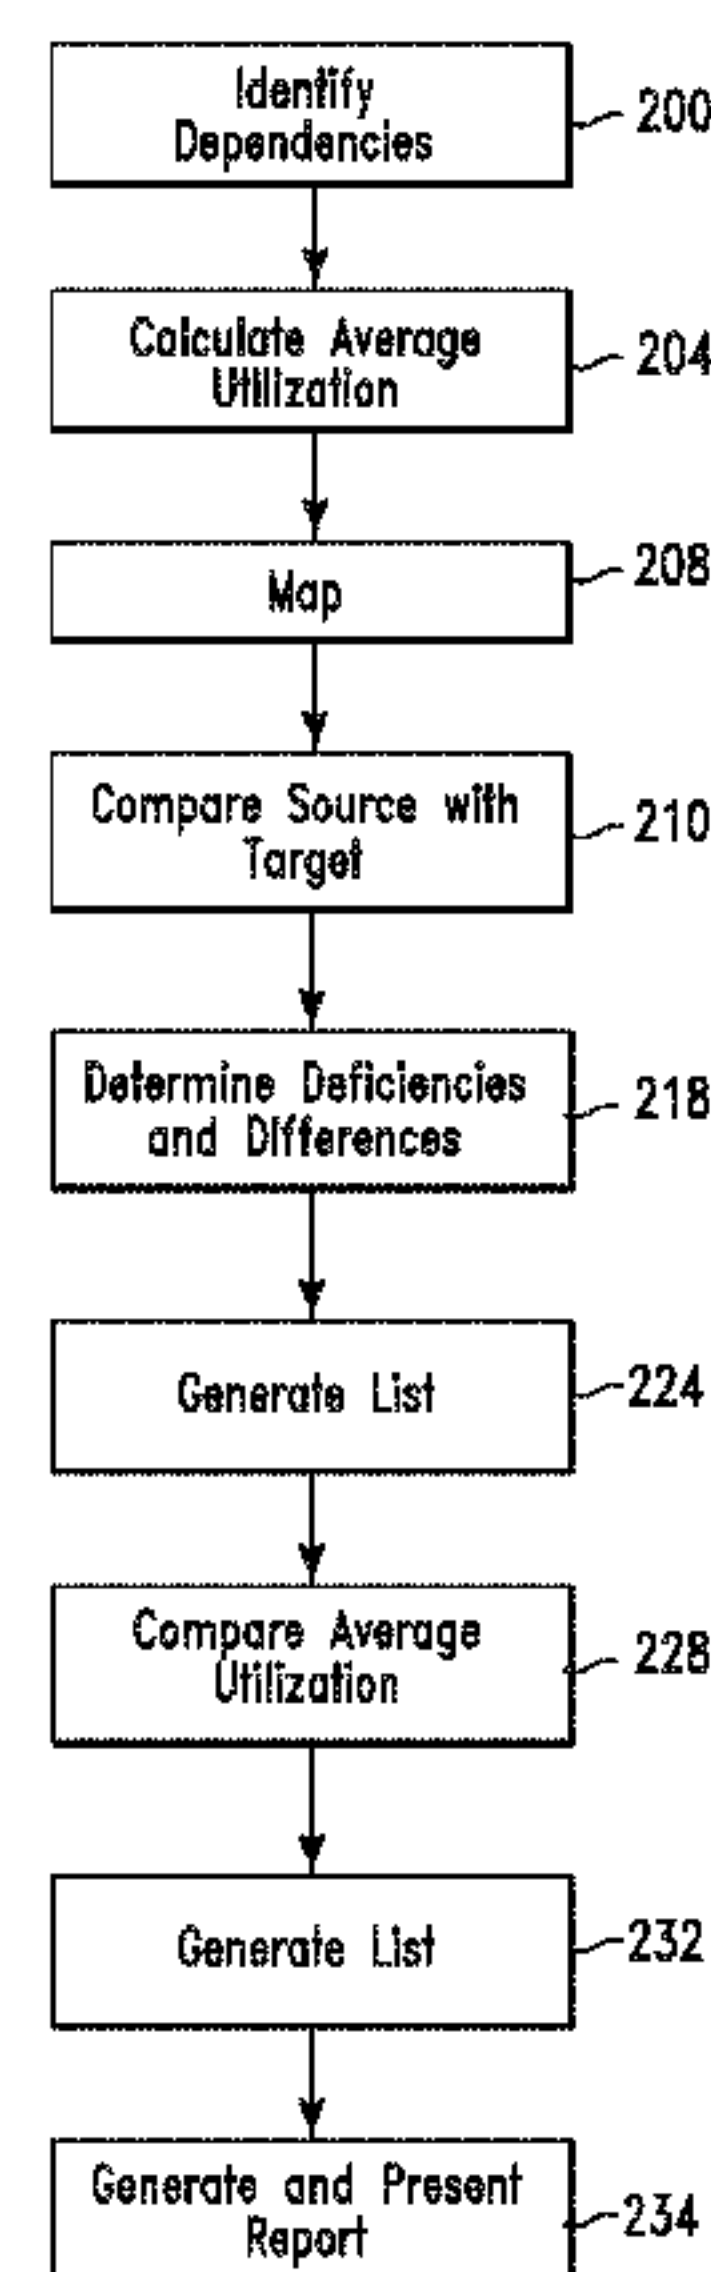 Identify
Dependencies
200
Calculate Average
Utilization
204
Map
208
Compare Source with
Target
210
Determine Deficiencies
and Differences
218
Generate List
224
Compare Average
Utilization
228
Generate List
232
Generate and Present
Report
234